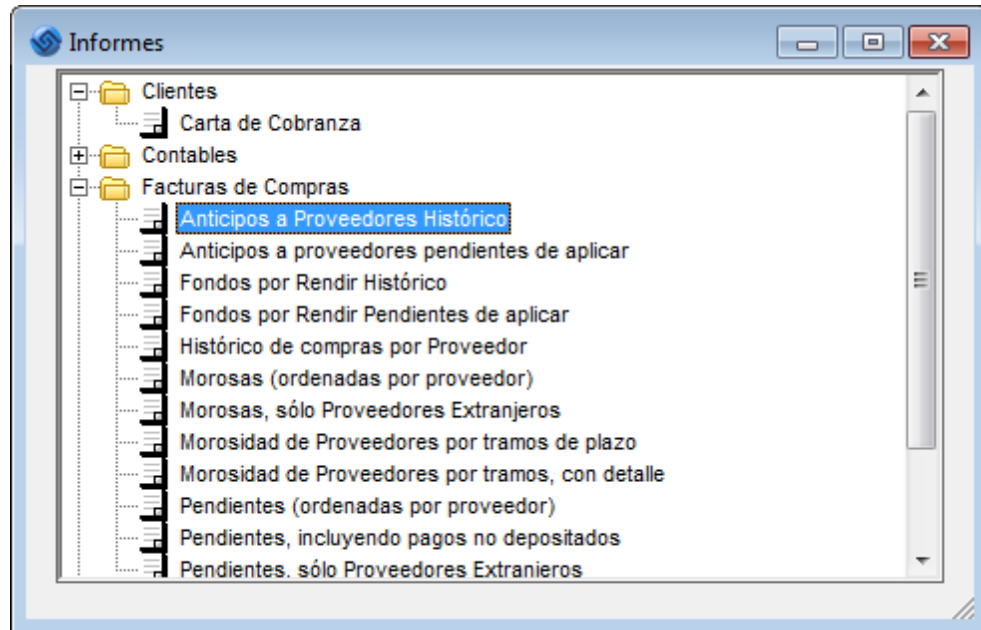 Informes
Clientes
Carta de Cobranza
Contables
Facturas de Compras
Anticipos a Proveedores Histórico
Anticipos a proveedores pendientes de aplicar
Fondos por Rendir Histórico
Fondos por Rendir Pendientes de aplicar
Histórico de compras por Proveedor
Morosas (ordenadas por proveedor)
Morosas, sólo Proveedores Extranjeros
Morosidad de Proveedores por tramos de plazo
Morosidad de Proveedores por tramos, con detalle
Pendientes (ordenadas por proveedor)
Pendientes, incluyendo pagos no depositados
Pendientes, sólo Proveedores Extranjeros